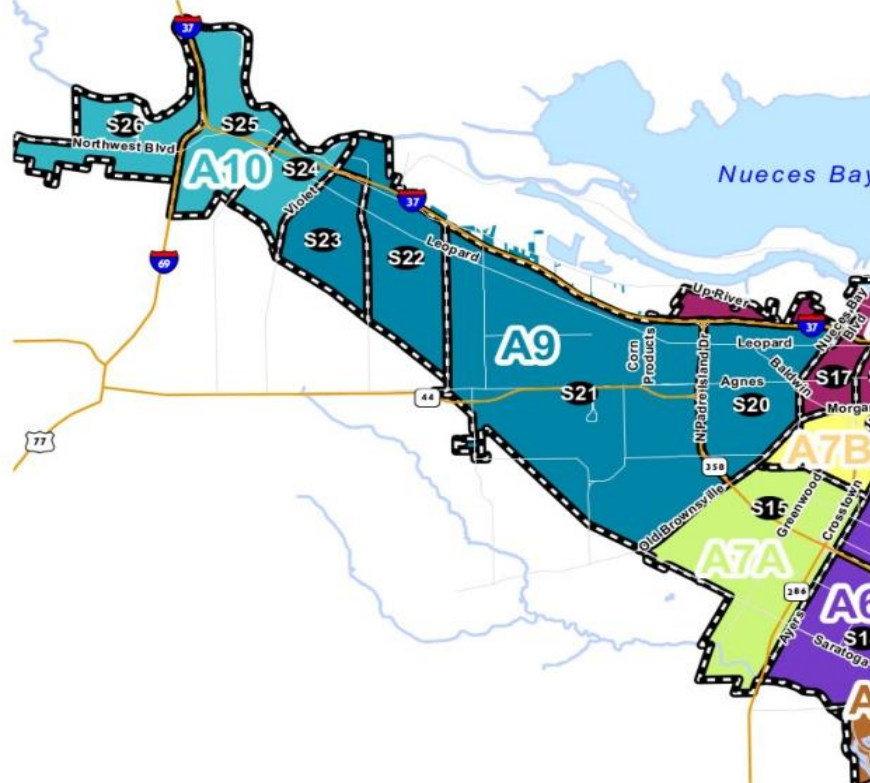 37
S26
S25
Northwest Blvd
A10
S24
Violet
37
69
S23
Leopard
S22
Nueces Bay
Up River
37
Nueces Bay
Blvd
A9
Corn
Products
N Padre Island Dr
Leopard
Baldwin
Agnes
S17
S21
S20
44
77
A7B
358
Greenwood
Crosstown
Old Brownsville
S15
A7A
286
A6
Ayers
Saratoga